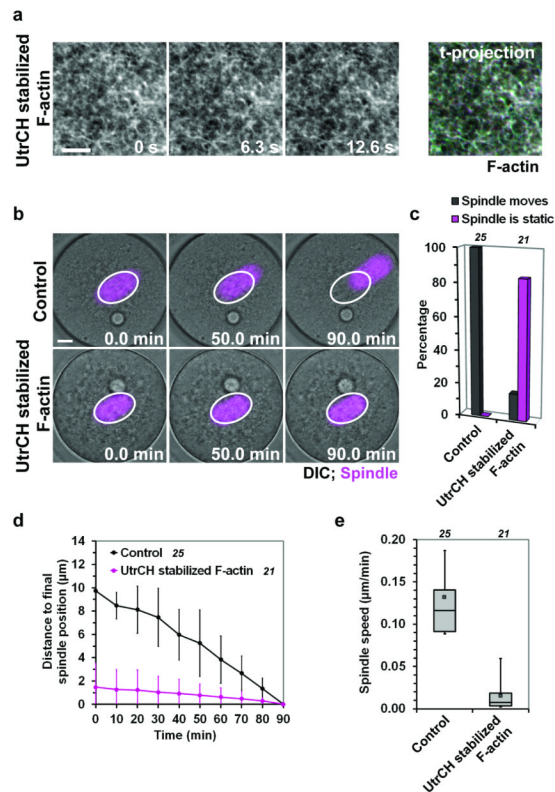 a
UtrCH stabilized
F-actin
0 s
6.3 s
12.6 s
t-projection
F-actin
b
Control
0.0 min
50.0 min
90.0 min
UtrCH stabilized
F-actin
0.0 min
50.0 min
90.0 min
DIC; Spindle
c
Spindle moves
Spindle is static
25
21
100
80
60
40
20
0
Percentage
Control
UtrCH stabilized
F-actin
d
Control 25
UtrCH stabilized F-actin 21
14
12
10
8
6
4
2
0
Distance to final
spindle position (µm)
0 10 20 30 40 50 60 70 80 90
Time (min)
e
25
21
0.20
0.15
0.10
0.05
0.00
Spindle speed (µm/min)
Control
UtrCH stabilized
F-actin